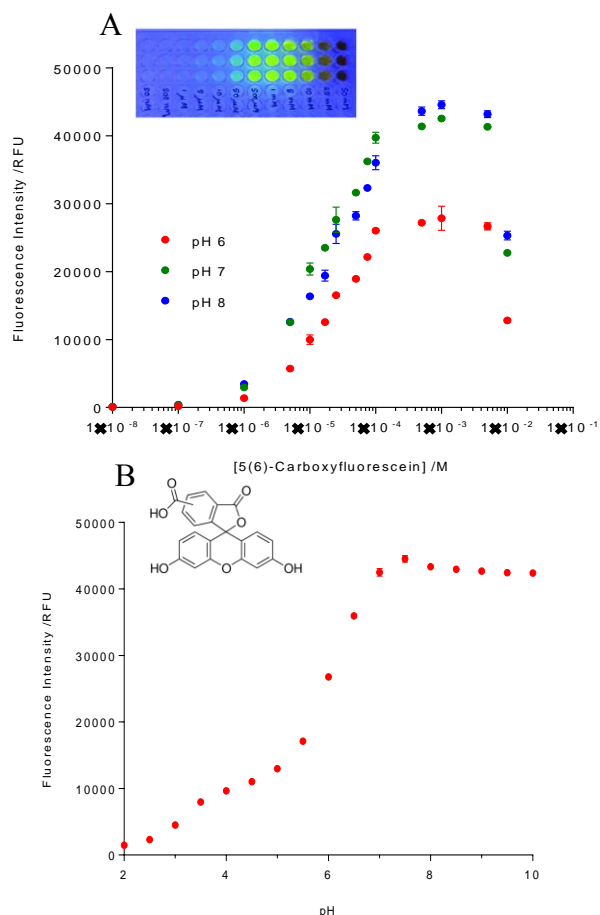 A
50000
40000
30000
20000
10000
0
Fluorescence Intensity /RFU
pH 6
pH 7
pH 8
1✖10⁻⁸ 1✖10⁻⁷ 1✖10⁻⁶ 1✖10⁻⁵ 1✖10⁻⁴ 1✖10⁻³ 1✖10⁻² 1✖10⁻¹
[5(6)-Carboxyfluorescein] /M
B
O
HO
O
O
HO
O
OH
50000
40000
30000
20000
10000
0
Fluorescence Intensity /RFU
2 4 6 8 10
pH